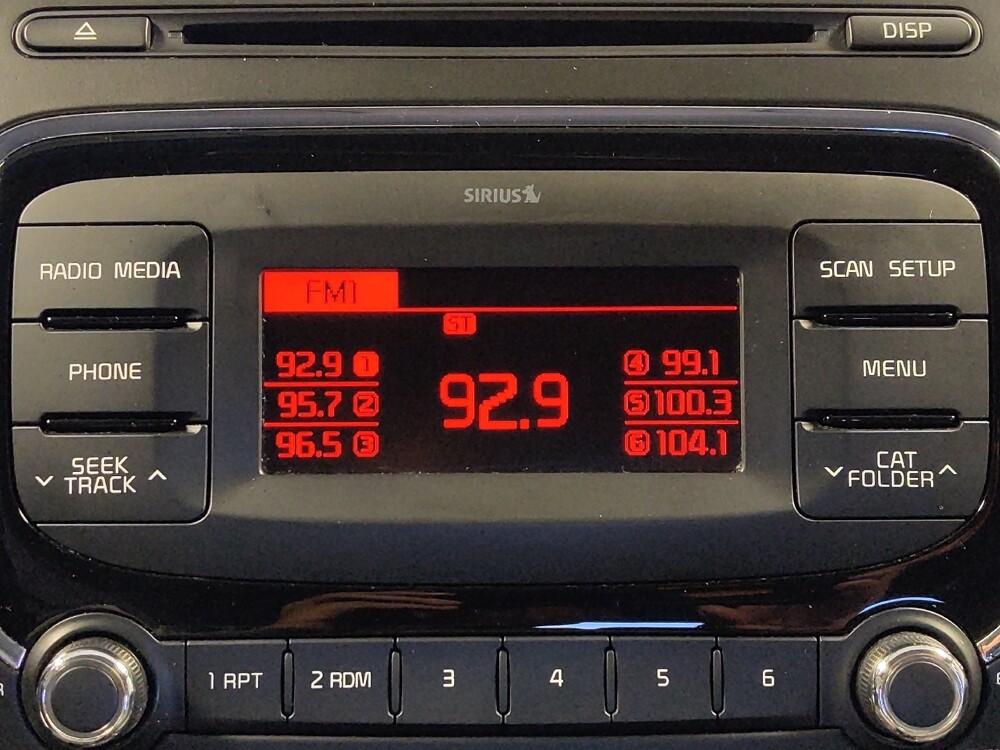 DISP
SIRIUS
RADIO MEDIA
SCAN SETUP
FM1
ST
92.9 1
4 99.1
PHONE
95.7 2
92.9
5 100.3
MENU
96.5 3
6 104.1
SEEK
TRACK
CAT
FOLDER
1 RPT
2 RDM
3
4
5
6